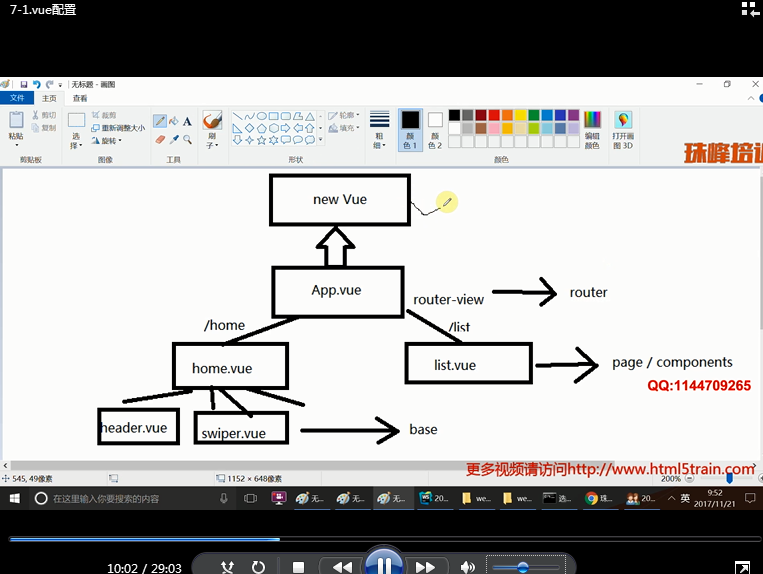 7-1.vue配置
无标题 - 画图
文件 主页 查看
粘贴 剪切 复制
选择 裁剪 重新调整大小 旋转
A
刷子
轮廓 填充
粗细
颜色 1 颜色 2
编辑颜色
打开画图 3D
剪贴板 图像 工具 形状 颜色
珠峰培训
new Vue
App.vue
router-view
router
/home
/list
home.vue
list.vue
page / components
QQ:1144709265
header.vue
swiper.vue
base
更多视频请访问http://www.html5train.com
545, 49像素
1152 × 648像素
200%
在这里输入你要搜索的内容
无...
无...
无...
20...
we...
we...
选...
珠...
20...
英
9:52
2017/11/21
10:02 / 29:03